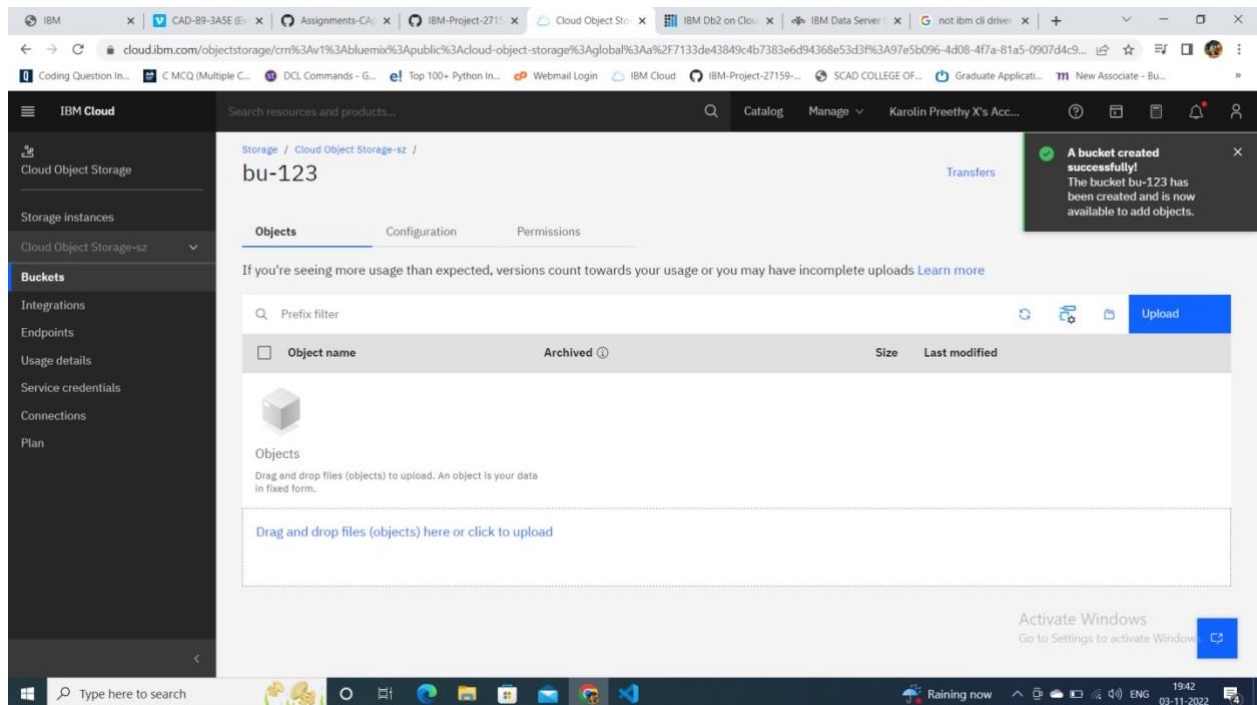 IBM
CAD-B9-3A5E (E
Assignments-CA
IBM-Project-271
Cloud Object Sto
IBM Db2 on Clou
IBM Data Server
not ibm cli driver
cloud.ibm.com/objectstorage/crn%3Av1%3Abluemix%3Apublic%3Acloud-object-storage%3Aglobal%3Aa%2F7133de43849c4b7383e6d94368e53d3f%3A97e5b096-4d08-4f7a-81a5-0907d4c9...
Coding Question In...
C MCQ (Multiple C...
DCL Commands - G...
Top 100+ Python In...
Webmail Login
IBM Cloud
IBM-Project-27159-...
SCAD COLLEGE OF...
Graduate Applicati...
New Associate - Bu...
IBM Cloud
Search resources and products...
Catalog
Manage
Karolin Preethy X's Acc...
Cloud Object Storage
Storage instances
Cloud Object Storage-sz
Buckets
Integrations
Endpoints
Usage details
Service credentials
Connections
Plan
Storage / Cloud Object Storage-sz /
bu-123
Transfers
A bucket created
successfully!
The bucket bu-123 has
been created and is now
available to add objects.
Objects
Configuration
Permissions
If you're seeing more usage than expected, versions count towards your usage or you may have incomplete uploads Learn more
Prefix filter
Upload
Object name
Archived
Size
Last modified
Objects
Drag and drop files (objects) to upload. An object is your data
in fixed form.
Drag and drop files (objects) here or click to upload
Activate Windows
Go to Settings to activate Window
Type here to search
Raining now
ENG
19:42
03-11-2022
4